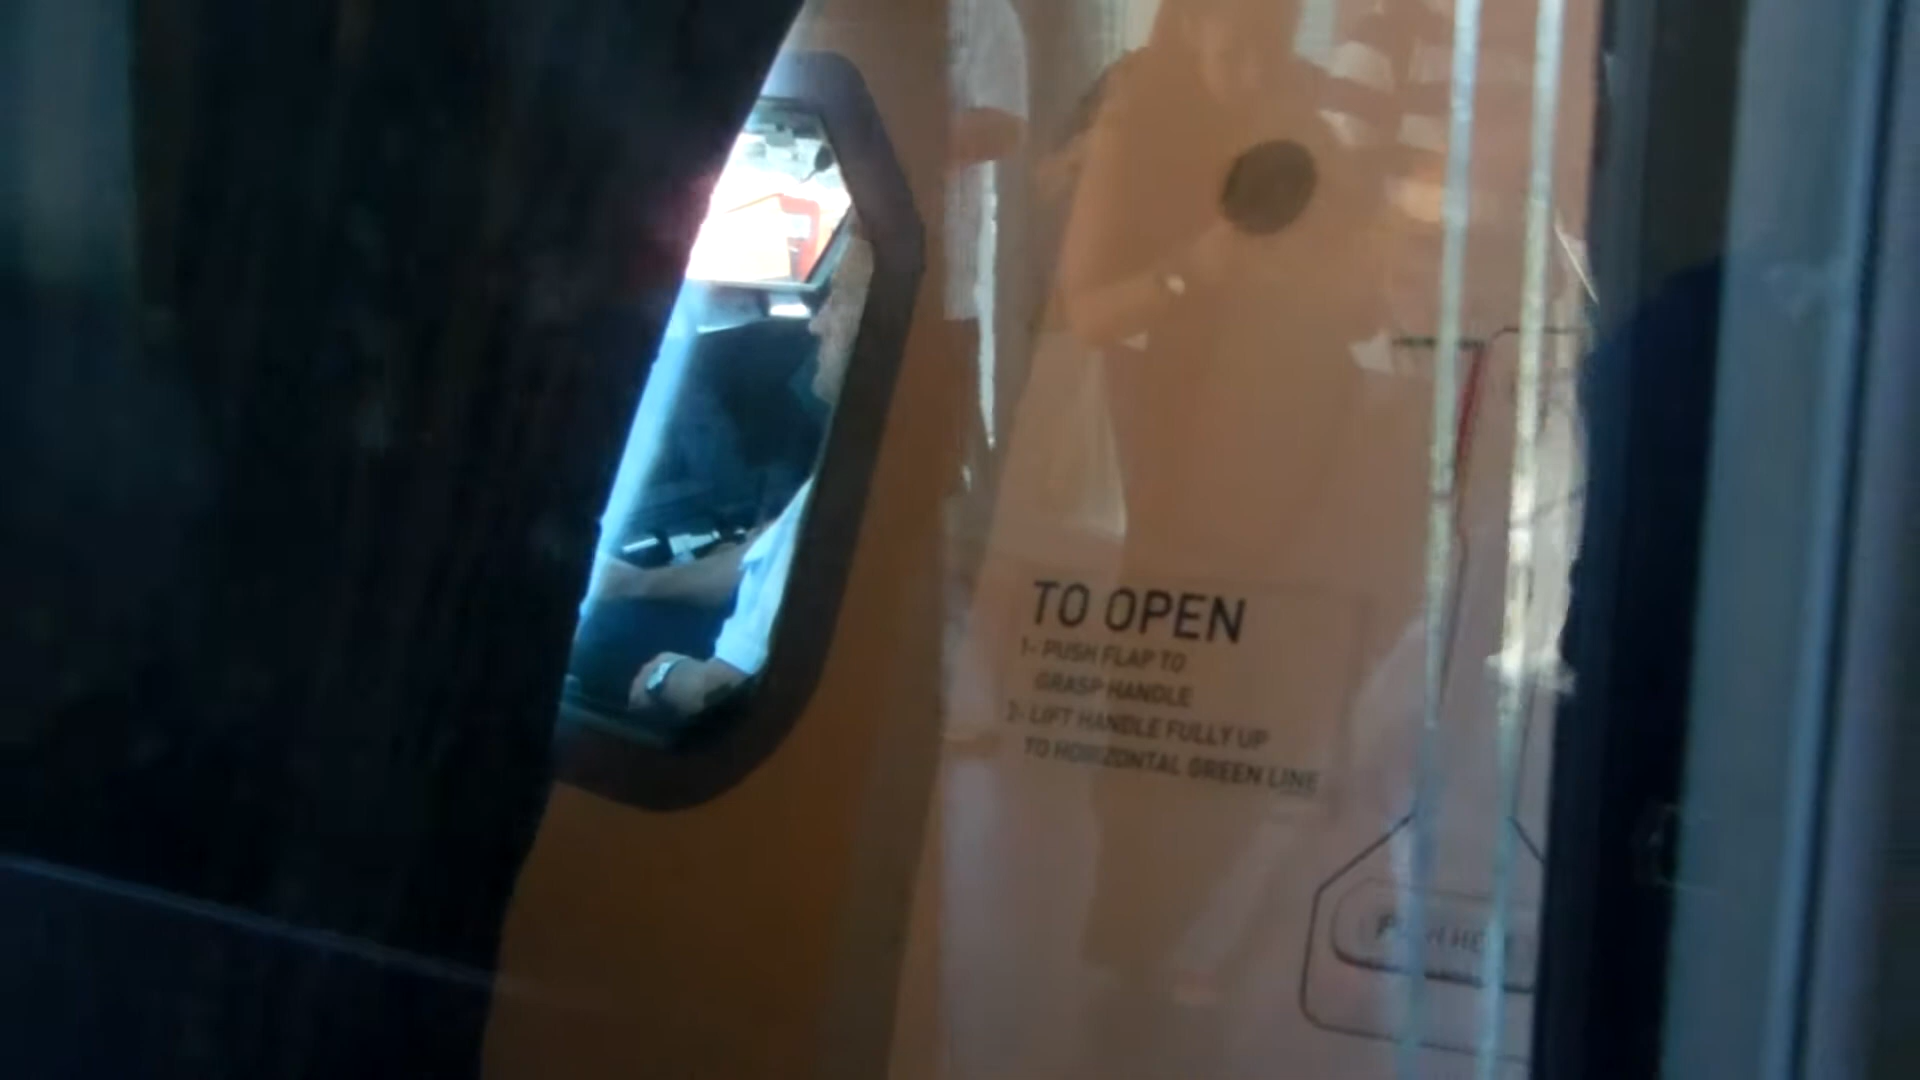 TO OPEN
1- PUSH FLAP TO
GRASP HANDLE
2- LIFT HANDLE FULLY UP
TO HORIZONTAL GREEN LINE